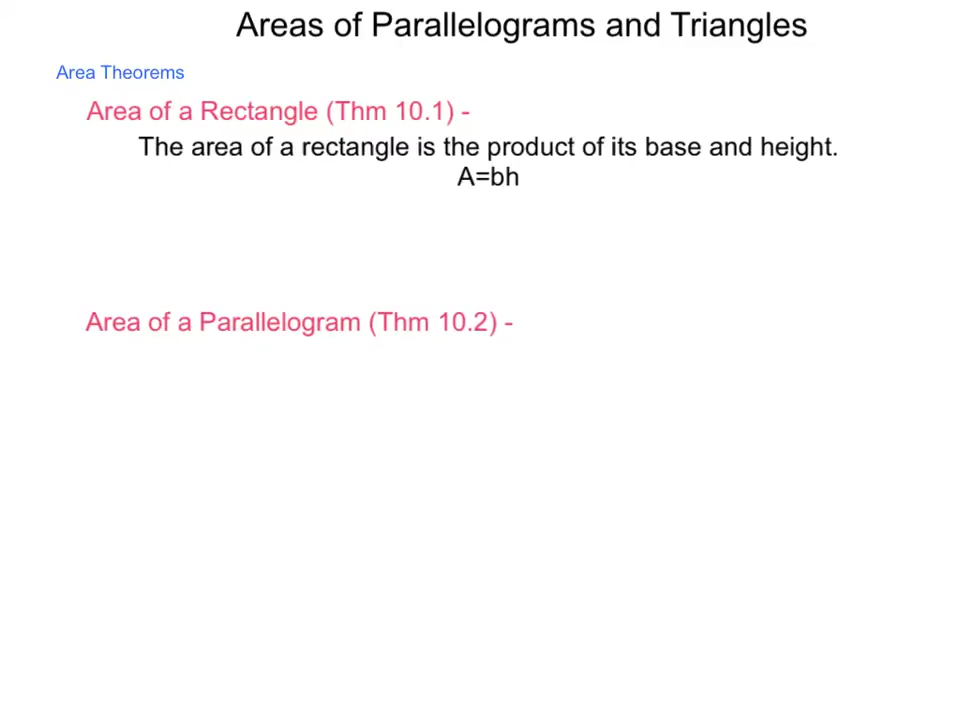 Areas of Parallelograms and Triangles
Area Theorems
Area of a Rectangle (Thm 10.1) -
The area of a rectangle is the product of its base and height.
A=bh
Area of a Parallelogram (Thm 10.2) -